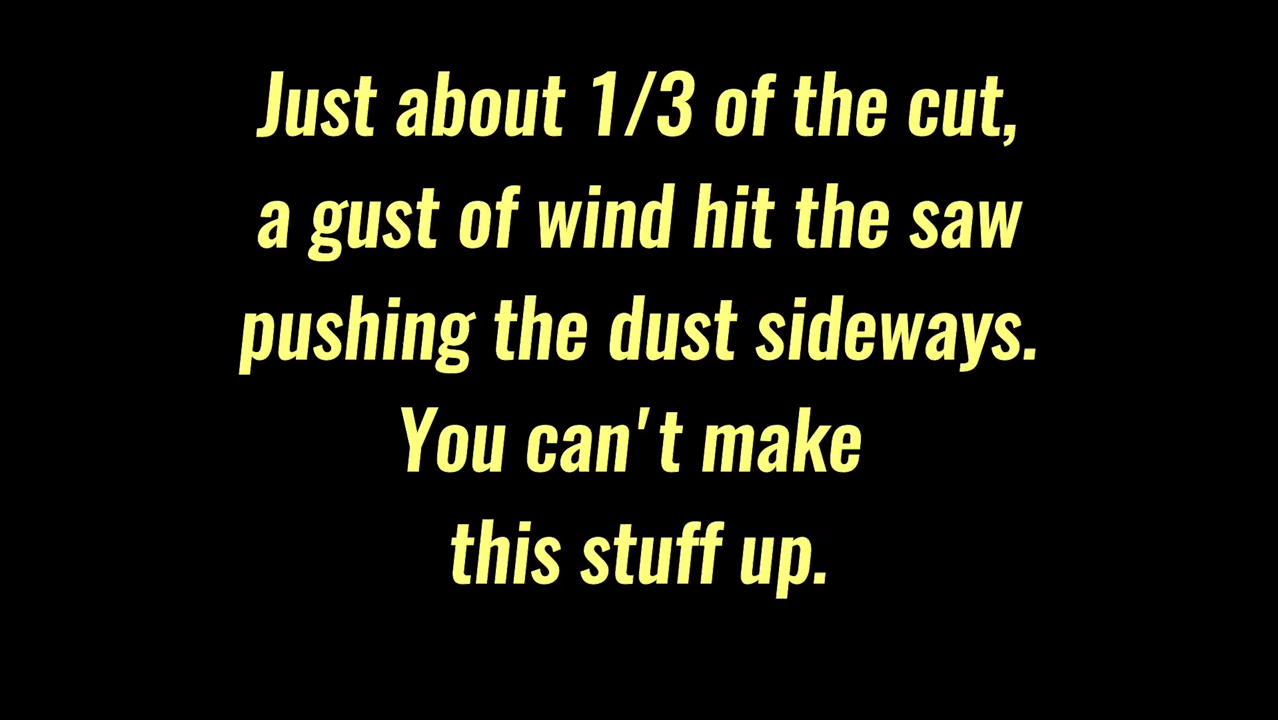 Just about 1/3 of the cut,
a gust of wind hit the saw
pushing the dust sideways.
You can't make
this stuff up.